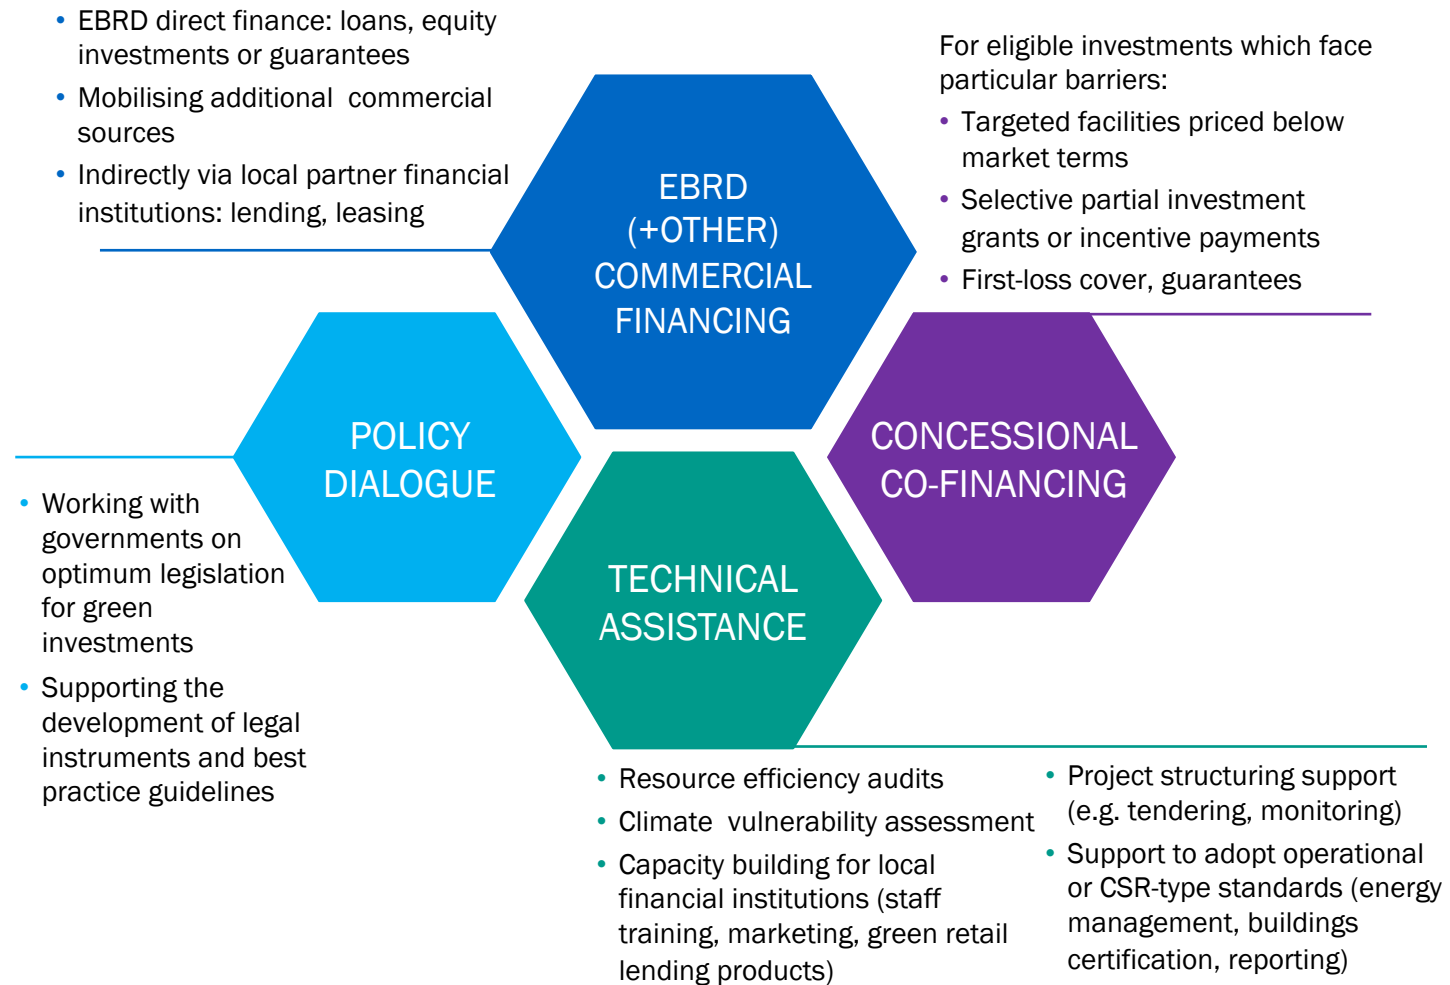 • EBRD direct finance: loans, equity
investments or guarantees
• Mobilising additional commercial
sources
• Indirectly via local partner financial
institutions: lending, leasing
EBRD
(+OTHER)
COMMERCIAL
FINANCING
For eligible investments which face
particular barriers:
• Targeted facilities priced below
market terms
• Selective partial investment
grants or incentive payments
• First-loss cover, guarantees
POLICY
DIALOGUE
CONCESSIONAL
CO-FINANCING
TECHNICAL
ASSISTANCE
• Working with
governments on
optimum legislation
for green
investments
• Supporting the
development of legal
instruments and best
practice guidelines
• Resource efficiency audits
• Climate vulnerability assessment
• Capacity building for local
financial institutions (staff
training, marketing, green retail
lending products)
• Project structuring support
(e.g. tendering, monitoring)
• Support to adopt operational
or CSR-type standards (energy
management, buildings
certification, reporting)